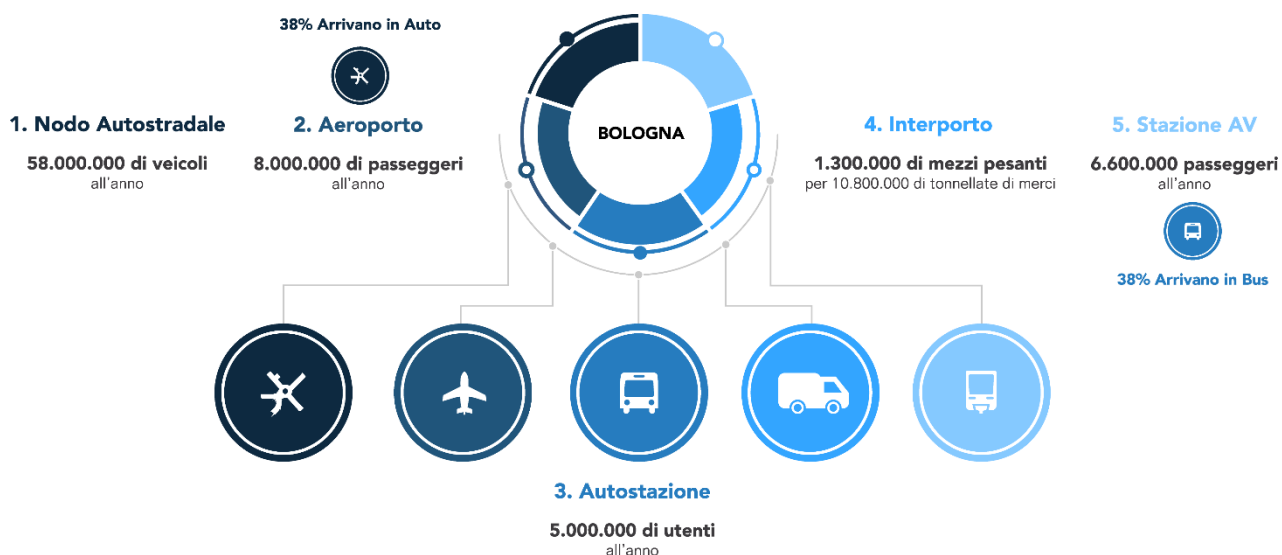 38% Arrivano in Auto
1. Nodo Autostradale
58.000.000 di veicoli
all'anno
2. Aeroporto
8.000.000 di passeggeri
all'anno
BOLOGNA
4. Interporto
1.300.000 di mezzi pesanti
per 10.800.000 di tonnellate di merci
5. Stazione AV
6.600.000 passeggeri
all'anno
38% Arrivano in Bus
3. Autostazione
5.000.000 di utenti
all'anno